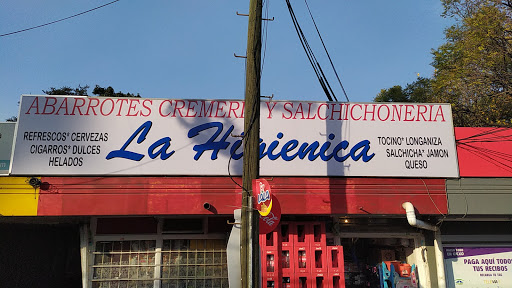 ABARROTES CREMERI Y SALCHICHONERIA
REFRESCOS* CERVEZAS
CIGARROS* DULCES
HELADOS
La Higienica
TOCINO* LONGANIZA
SALCHICHA* JAMON
QUESO
PAGA AQUÍ TODOS
TUS RECIBOS